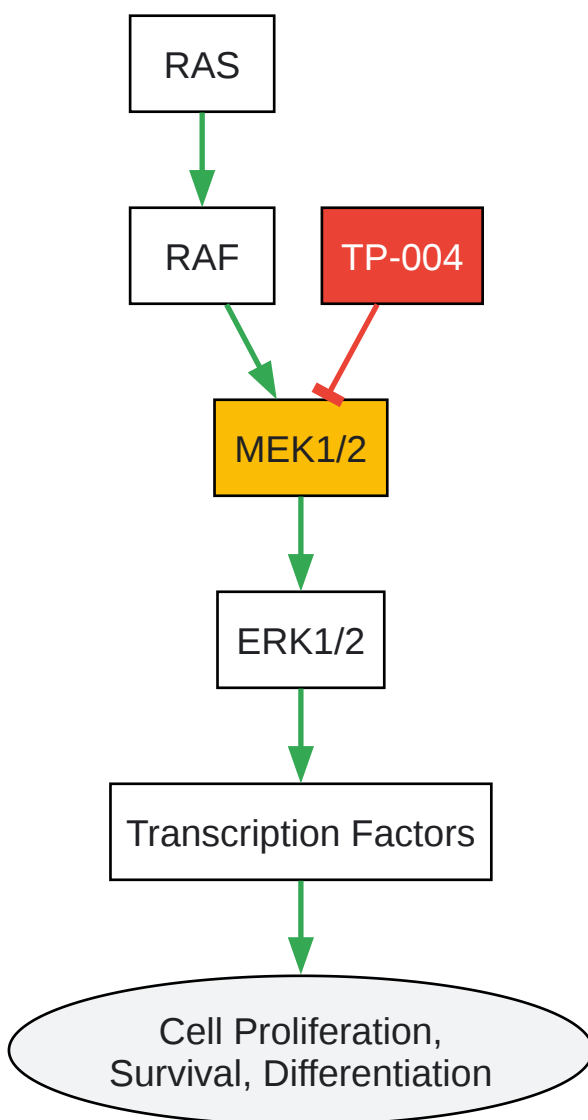 RAS
RAF
TP-004
MEK1/2
ERK1/2
Transcription Factors
Cell Proliferation,
Survival, Differentiation